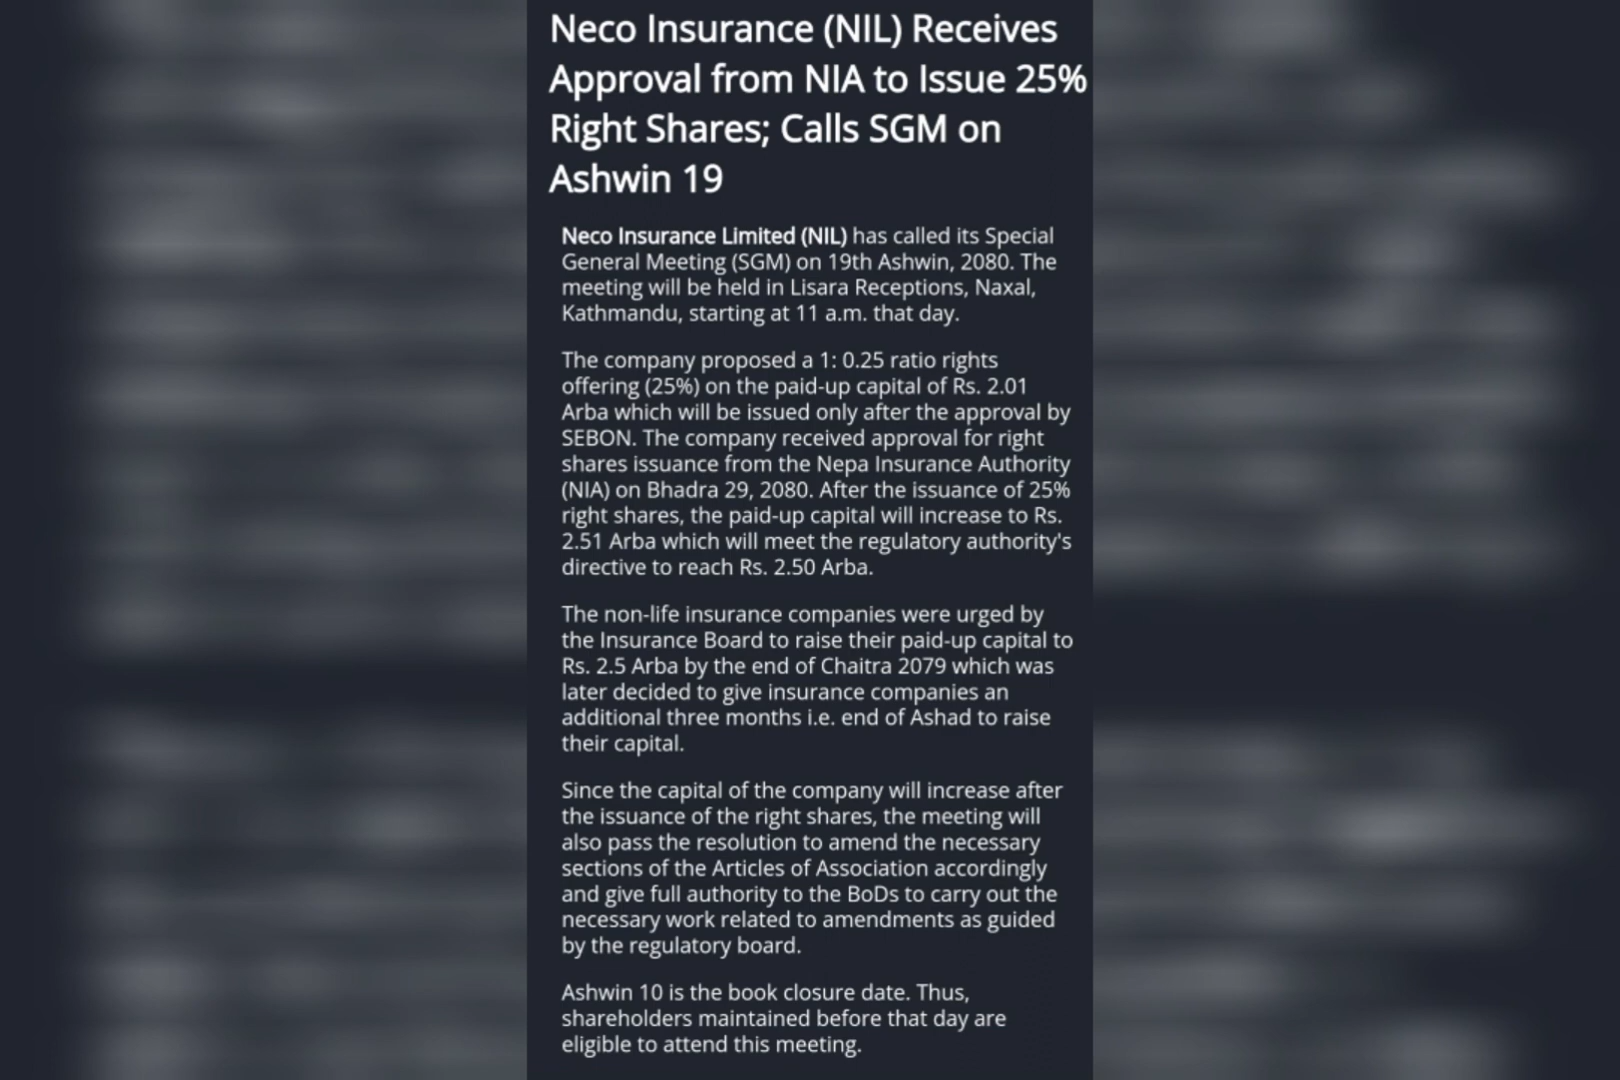 Neco Insurance (NIL) Receives
Approval from NIA to Issue 25%
Right Shares; Calls SGM on
Ashwin 19
Neco Insurance Limited (NIL) has called its Special
General Meeting (SGM) on 19th Ashwin, 2080. The
meeting will be held in Lisara Receptions, Naxal,
Kathmandu, starting at 11 a.m. that day.
The company proposed a 1: 0.25 ratio rights
offering (25%) on the paid-up capital of Rs. 2.01
Arba which will be issued only after the approval by
SEBON. The company received approval for right
shares issuance from the Nepa Insurance Authority
(NIA) on Bhadra 29, 2080. After the issuance of 25%
right shares, the paid-up capital will increase to Rs.
2.51 Arba which will meet the regulatory authority's
directive to reach Rs. 2.50 Arba.
The non-life insurance companies were urged by
the Insurance Board to raise their paid-up capital to
Rs. 2.5 Arba by the end of Chaitra 2079 which was
later decided to give insurance companies an
additional three months i.e. end of Ashad to raise
their capital.
Since the capital of the company will increase after
the issuance of the right shares, the meeting will
also pass the resolution to amend the necessary
sections of the Articles of Association accordingly
and give full authority to the BoDs to carry out the
necessary work related to amendments as guided
by the regulatory board.
Ashwin 10 is the book closure date. Thus,
shareholders maintained before that day are
eligible to attend this meeting.